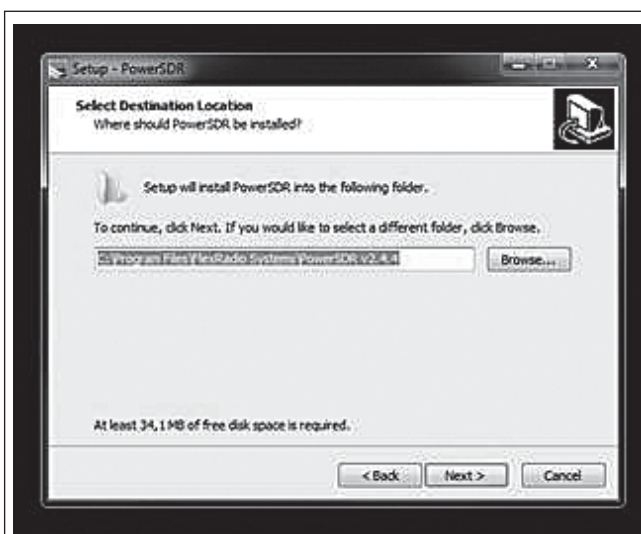 Setup - PowerSDR
Select Destination Location
Where should PowerSDR be installed?
Setup will install PowerSDR into the following folder.
To continue, click Next. If you would like to select a different folder, click Browse.
C:\Program Files\FlexRadio Systems\PowerSDR v2.4.4
Browse...
At least 34,1 MB of free disk space is required.
< Back
Next >
Cancel